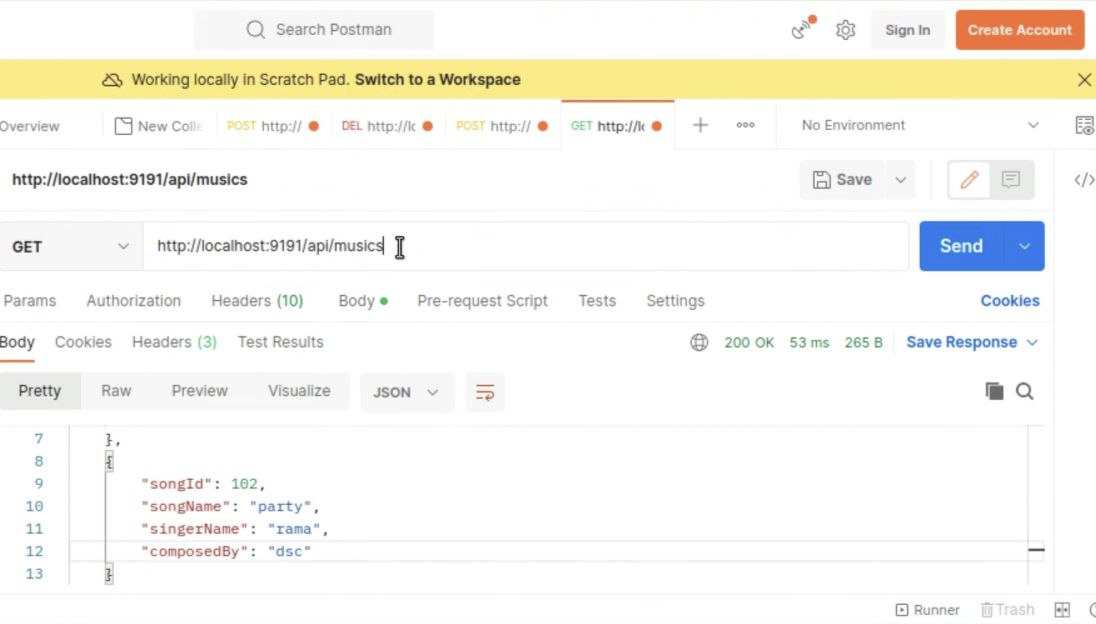 Search Postman
Sign In
Create Account
Working locally in Scratch Pad. Switch to a Workspace
Overview
New Colle
POST http://
DEL http://lc
POST http://
GET http://lc
No Environment
http://localhost:9191/api/musics
Save
GET
http://localhost:9191/api/musics
Send
Params Authorization Headers (10) Body Pre-request Script Tests Settings Cookies
Body Cookies Headers (3) Test Results 200 OK 53 ms 265 B Save Response
Pretty Raw Preview Visualize JSON
7 },
8 {
9 "songId": 102,
10 "songName": "party",
11 "singerName": "rama",
12 "composedBy": "dsc"
13 }
Runner Trash